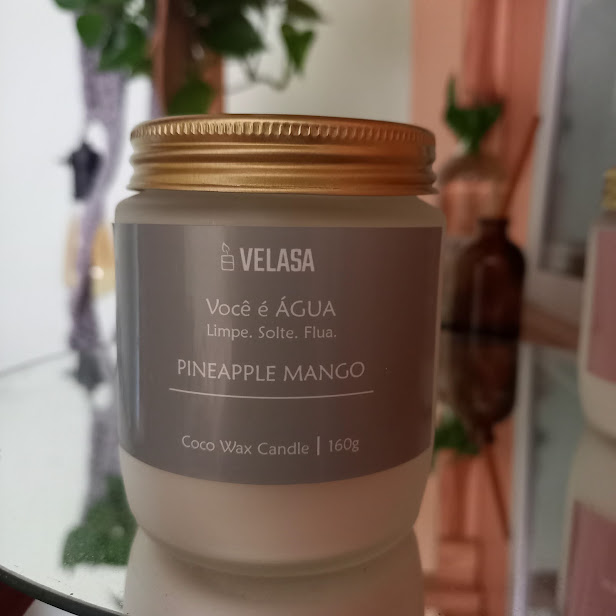 VELASA
Você é ÁGUA
Limpe. Solte. Flua.
PINEAPPLE MANGO
Coco Wax Candle | 160g